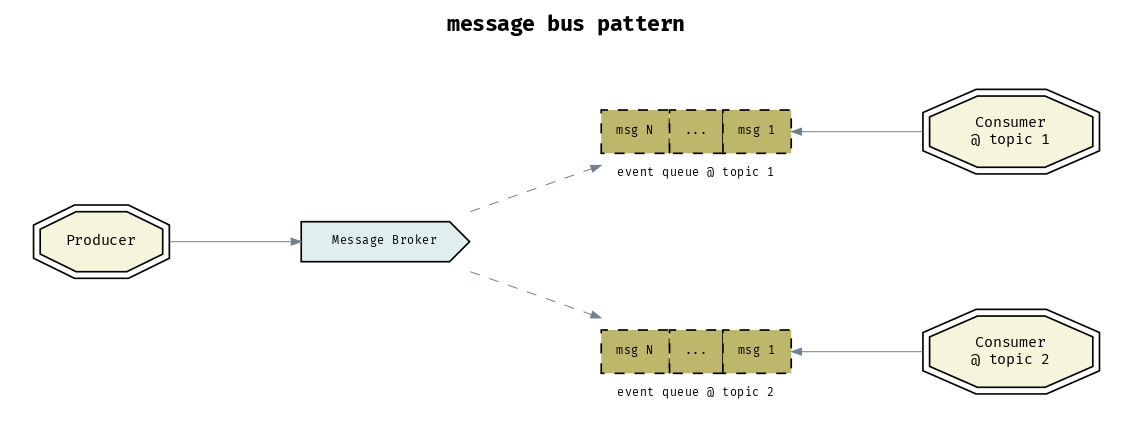 message bus pattern
msg N
...
msg 1
event queue @ topic 1
Consumer
@ topic 1
Producer
Message Broker
msg N
...
msg 1
event queue @ topic 2
Consumer
@ topic 2